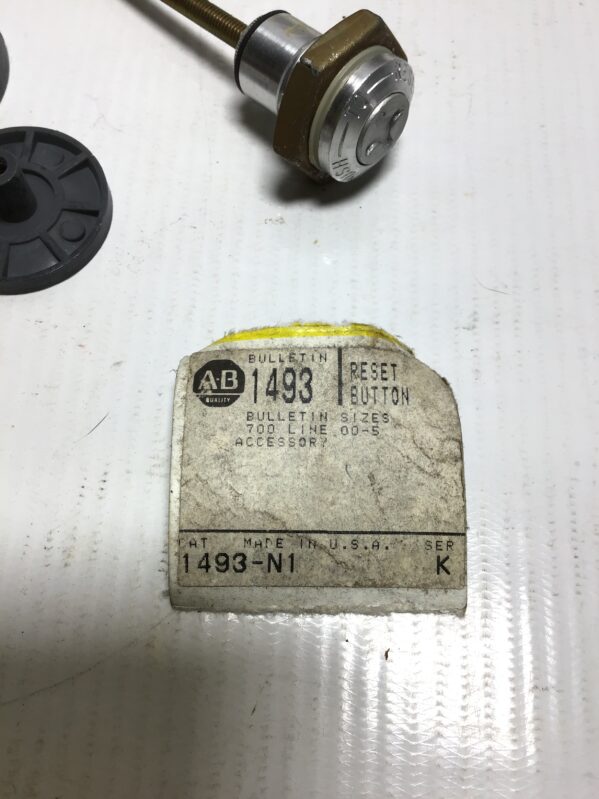 BULLETIN
A-B
QUALITY
1493
RESET
BUTTON
BULLETIN SIZES
700 LINE 00-5
ACCESSORY
CAT MADE IN U.S.A. SER
1493-N1 K